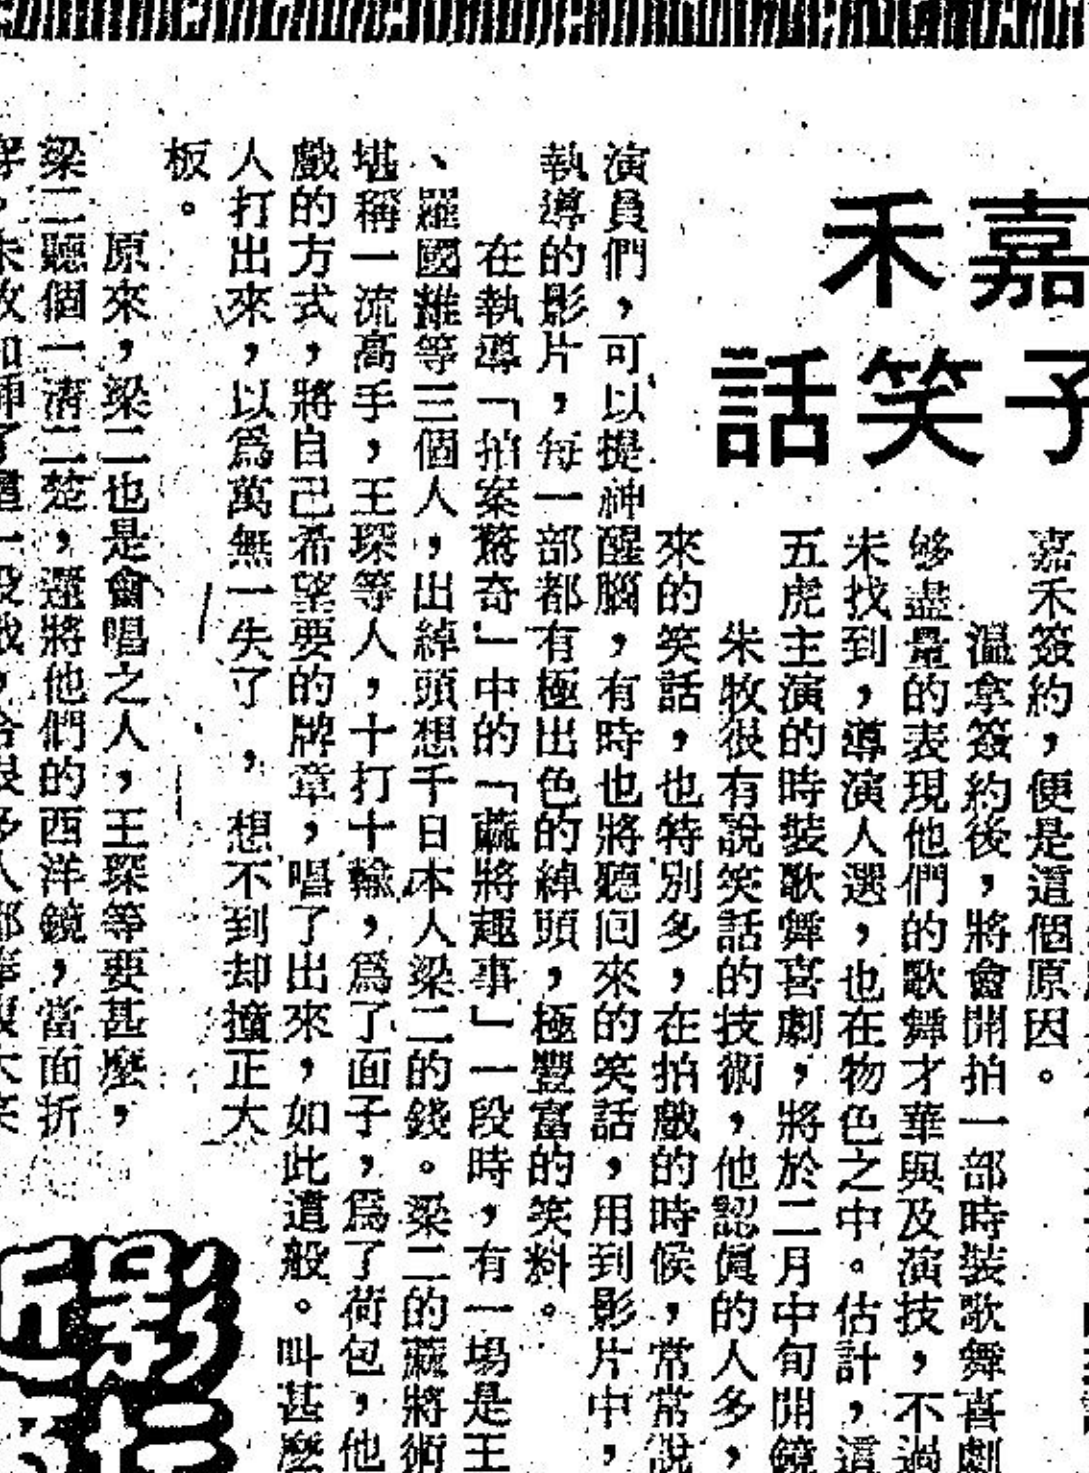 嘉禾
子笑話
嘉禾簽約，便是這個原因。
溫拿簽約後，將會開拍一部時裝歌舞喜劇
够盡量的表現他們的歌舞才華與及演技，不過
未找到，導演人選，也在物色之中。估計，這
五虎主演的時裝歌舞喜劇，將於二月中旬開鏡
朱牧很有說笑話的技術，他認眞的人多，
來的笑話，也特別多，在拍戲的時候，常常說
演員們，可以提神醒腦，有時也將聽回來的笑話，用到影片中，
執導的影片，每一部都有極出色的綽頭，極豐富的笑料。
在執導「拍案驚奇」中的「蔴將趣事」一段時，有一場是王
、羅國維等三個人，出綽頭想千日本人梁二的錢。梁二的蔴將術
堪稱一流高手，王琛等人，十打十輸，爲了面子，爲了荷包，他
戲的方式，將自己希望要的牌章，唱了出來，如此這般。叫甚麼
人打出來，以爲萬無一失了，想不到却撞正大
板。
原來，梁二也是會唱之人，王琛等要甚麼，
梁二聽個一清二楚，還將他們的西洋鏡，當面折
影